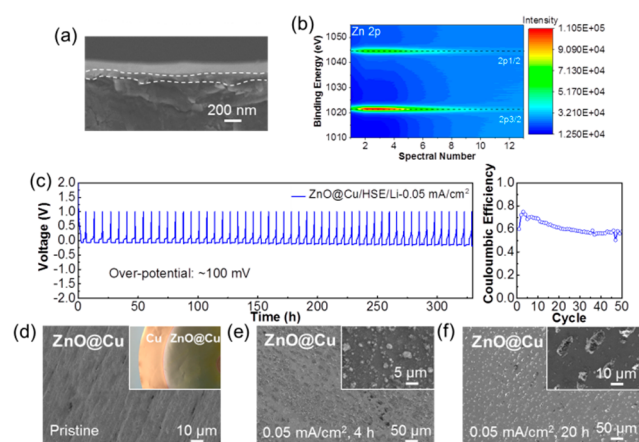 (a)
200 nm
(b)
Zn 2p
Binding Energy (eV)
1050
1040
1030
1020
1010
2p1/2
2p3/2
2 4 6 8 10 12
Spectral Number
Intensity
1.105E+05
9.090E+04
7.130E+04
5.170E+04
3.210E+04
1.250E+04
(c)
Voltage (V)
2.0
1.5
1.0
0.5
0.0
-0.5
-1.0
-1.5
-2.0
ZnO@Cu/HSE/Li-0.05 mA/cm²
Over-potential: ~100 mV
0 50 100 150 200 250 300
Time (h)
Couloumbic Efficiency
1.0
0.8
0.6
0.4
0.2
0.0
0 10 20 30 40 50
Cycle
(d)
ZnO@Cu
Cu
ZnO@Cu
Pristine
10 µm
(e)
ZnO@Cu
5 µm
0.05 mA/cm², 4 h
50 µm
(f)
ZnO@Cu
10 µm
0.05 mA/cm², 20 h
50 µm